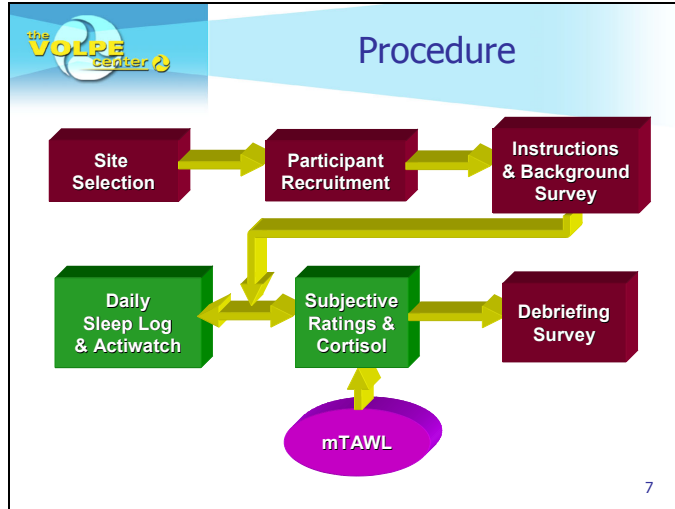 the
VOLPE
center
Procedure
Site
Selection
Participant
Recruitment
Instructions
& Background
Survey
Daily
Sleep Log
& Actiwatch
Subjective
Ratings &
Cortisol
Debriefing
Survey
mTAWL
7